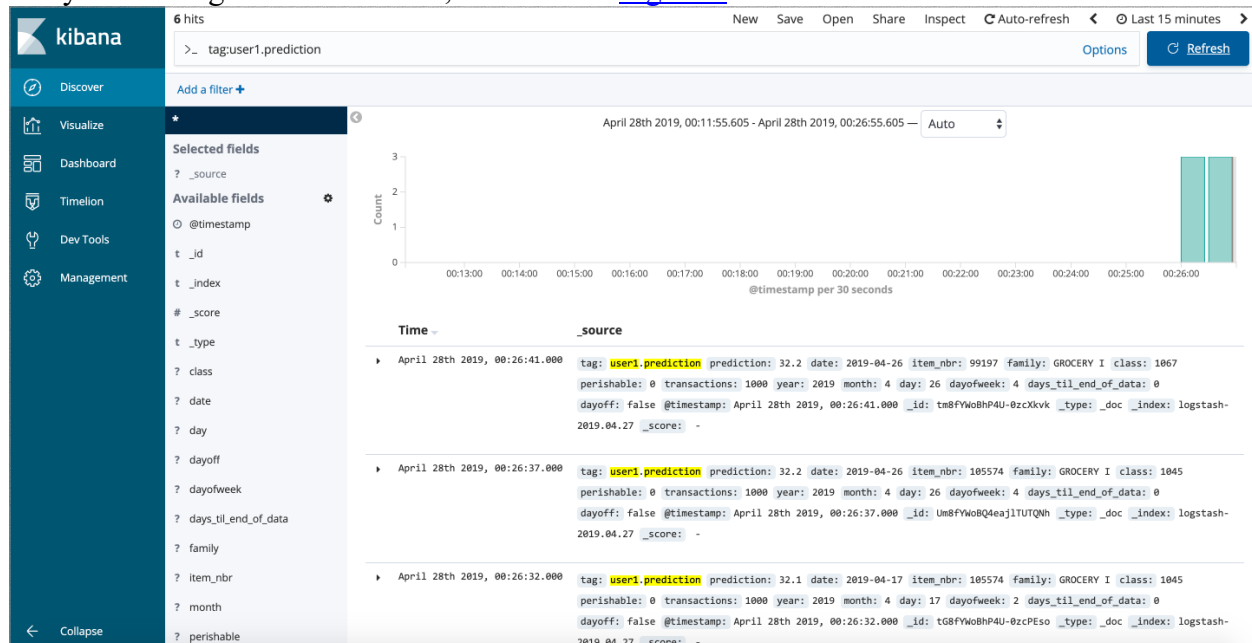 6 hits
New Save Open Share Inspect Auto-refresh Last 15 minutes
kibana
>_ tag:user1.prediction
Options
Refresh
Discover
Visualize
Dashboard
Timelion
Dev Tools
Management
Collapse
Add a filter +
*
Selected fields
? _source
Available fields
@timestamp
t _id
t _index
# _score
t _type
? class
? date
? day
? dayoff
? dayofweek
? days_til_end_of_data
? family
? item_nbr
? month
? perishable
April 28th 2019, 00:11:55.605 - April 28th 2019, 00:26:55.605 — Auto
Count
3
2
1
0
00:13:00 00:14:00 00:15:00 00:16:00 00:17:00 00:18:00 00:19:00 00:20:00 00:21:00 00:22:00 00:23:00 00:24:00 00:25:00 00:26:00
@timestamp per 30 seconds
Time _source
April 28th 2019, 00:26:41.000 tag: user1.prediction prediction: 32.2 date: 2019-04-26 item_nbr: 99197 family: GROCERY I class: 1067
perishable: 0 transactions: 1000 year: 2019 month: 4 day: 26 dayofweek: 4 days_til_end_of_data: 0
dayoff: false @timestamp: April 28th 2019, 00:26:41.000 _id: tm8fYWoBhP4U-0zcXkvk _type: _doc _index: logstash-
2019.04.27 _score: -
April 28th 2019, 00:26:37.000 tag: user1.prediction prediction: 32.2 date: 2019-04-26 item_nbr: 105574 family: GROCERY I class: 1045
perishable: 0 transactions: 1000 year: 2019 month: 4 day: 26 dayofweek: 4 days_til_end_of_data: 0
dayoff: false @timestamp: April 28th 2019, 00:26:37.000 _id: Um8fYWoBQ4eajlTUTQNh _type: _doc _index: logstash-
2019.04.27 _score: -
April 28th 2019, 00:26:32.000 tag: user1.prediction prediction: 32.1 date: 2019-04-17 item_nbr: 105574 family: GROCERY I class: 1045
perishable: 0 transactions: 1000 year: 2019 month: 4 day: 17 dayofweek: 2 days_til_end_of_data: 0
dayoff: false @timestamp: April 28th 2019, 00:26:32.000 _id: tG8fYWoBhP4U-0zcPEso _type: _doc _index: logstash-
2019.04.27 _score: -